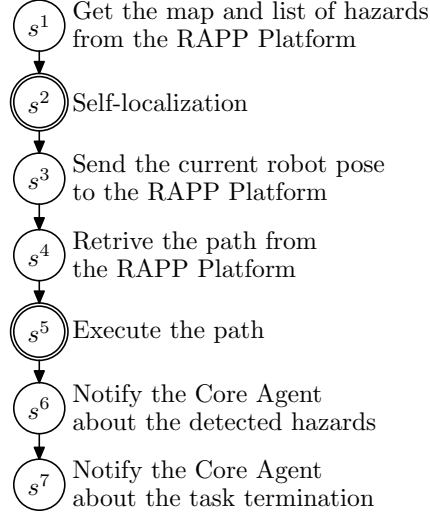 s¹ Get the map and list of hazards
from the RAPP Platform
s² Self-localization
s³ Send the current robot pose
to the RAPP Platform
s⁴ Retrive the path from
the RAPP Platform
s⁵ Execute the path
s⁶ Notify the Core Agent
about the detected hazards
s⁷ Notify the Core Agent
about the task termination